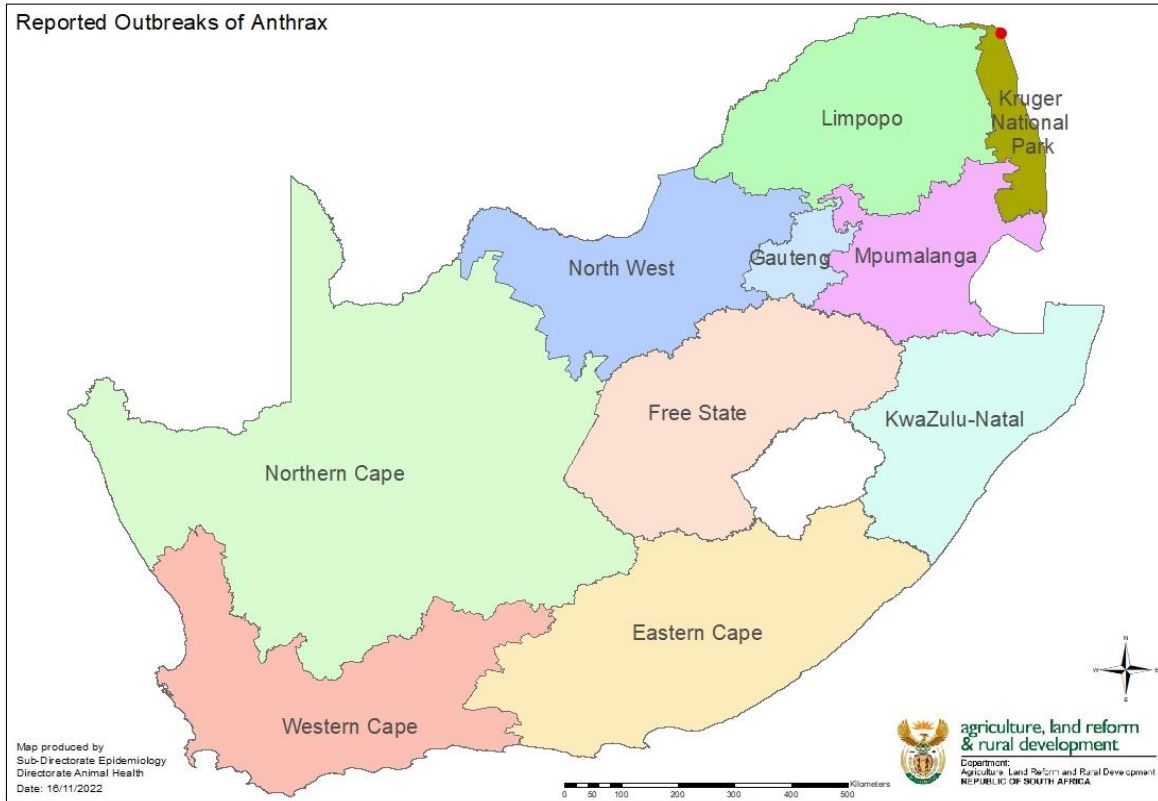 Reported Outbreaks of Anthrax
Limpopo
Kruger
National
Park
North West
Gauteng
Mpumalanga
Free State
KwaZulu-Natal
Northern Cape
Eastern Cape
Western Cape
N
W
E
S
Map produced by
Sub-Directorate Epidemiology
Directorate Animal Health
Date: 16/11/2022
Kilometers
0 50 100 200 300 400 500
agriculture, land reform
& rural development
Department:
Agriculture, Land Reform and Rural Development
REPUBLIC OF SOUTH AFRICA